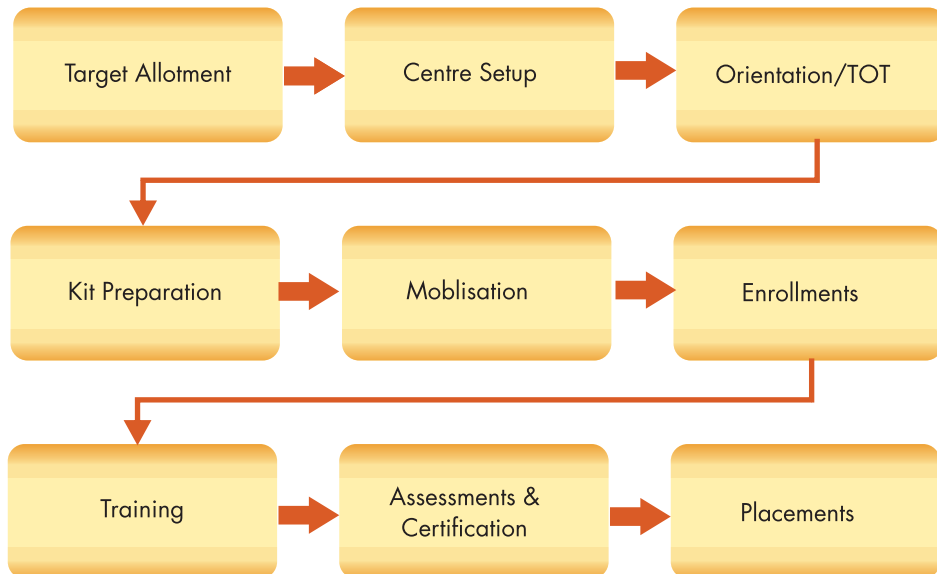 Target Allotment
Centre Setup
Orientation/TOT
Kit Preparation
Moblisation
Enrollments
Training
Assessments &
Certification
Placements